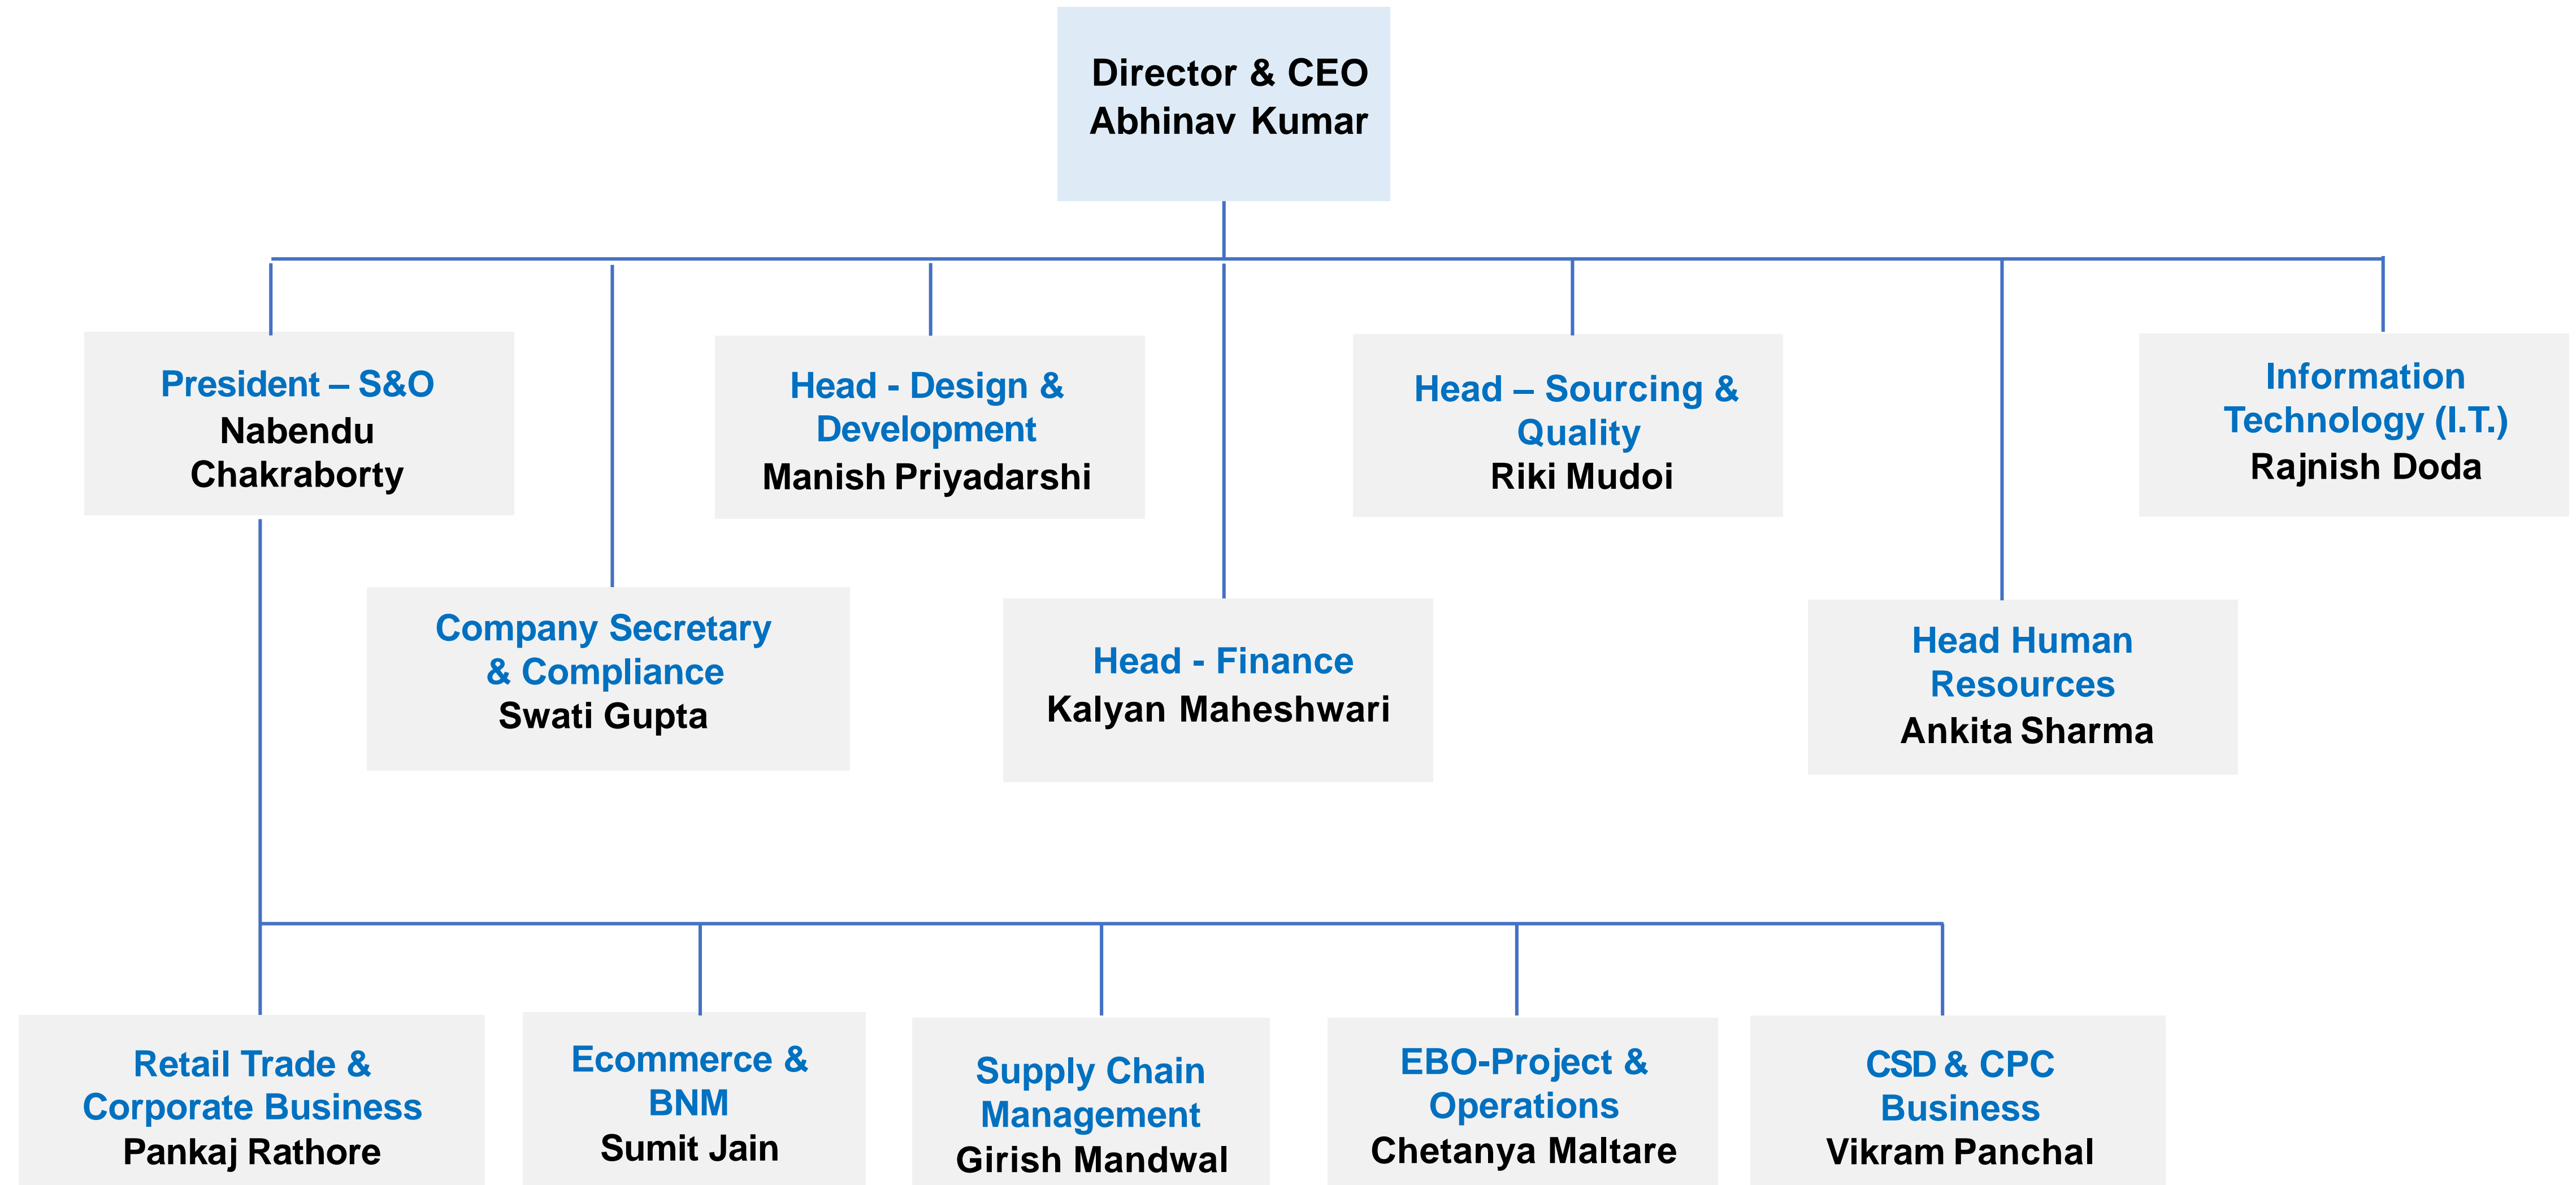 Director & CEO
Abhinav Kumar
President – S&O
Nabendu
Chakraborty
Head - Design &
Development
Manish Priyadarshi
Head – Sourcing &
Quality
Riki Mudoi
Information
Technology (I.T.)
Rajnish Doda
Company Secretary
& Compliance
Swati Gupta
Head - Finance
Kalyan Maheshwari
Head Human
Resources
Ankita Sharma
Retail Trade &
Corporate Business
Pankaj Rathore
Ecommerce &
BNM
Sumit Jain
Supply Chain
Management
Girish Mandwal
EBO-Project &
Operations
Chetanya Maltare
CSD & CPC
Business
Vikram Panchal